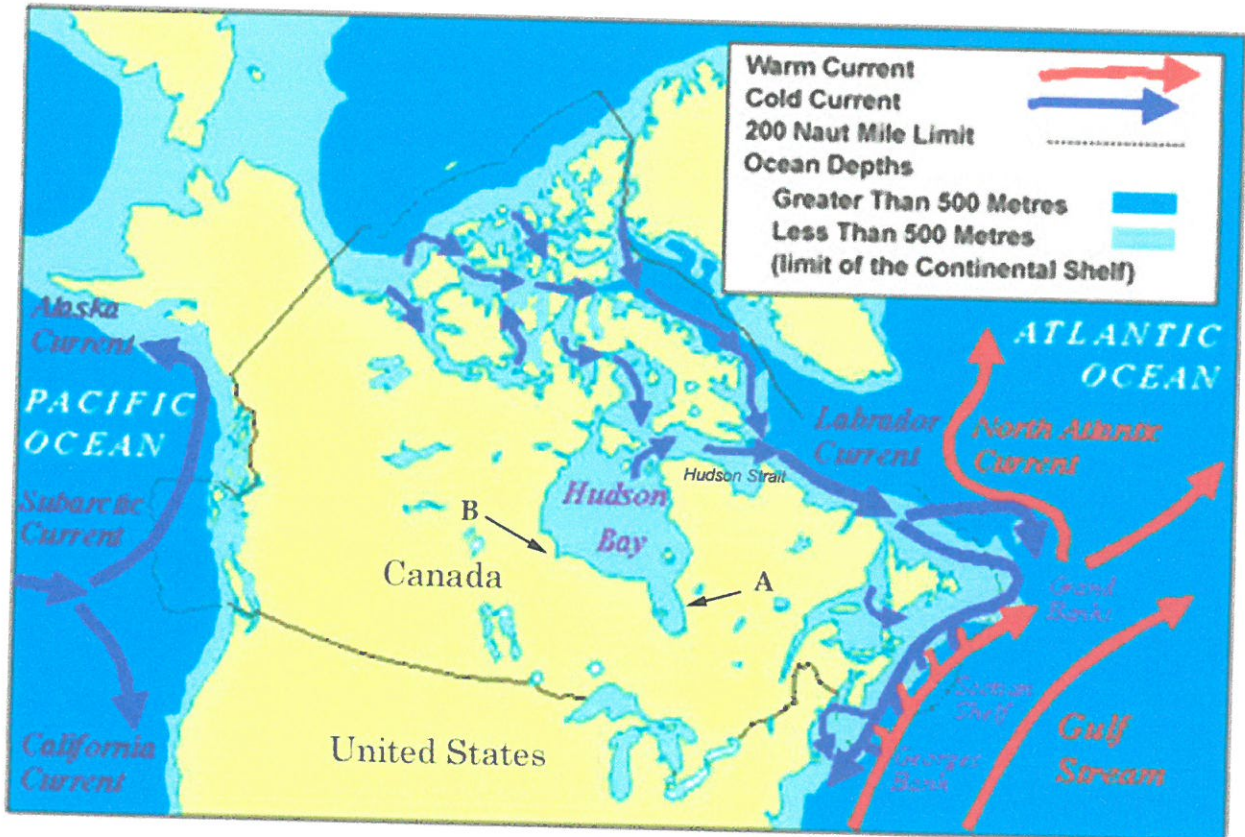 Warm Current
Cold Current
200 Naut Mile Limit
Ocean Depths
Greater Than 500 Metres
Less Than 500 Metres
(limit of the Continental Shelf)
Alaska
Current
PACIFIC
OCEAN
Subarctic
Current
California
Current
ATLANTIC
OCEAN
Labrador
Current
North Atlantic
Current
Hudson Strait
Hudson
Bay
B
A
Canada
United States
Grand
Banks
Scotian
Shelf
Georges
Bank
Gulf
Stream